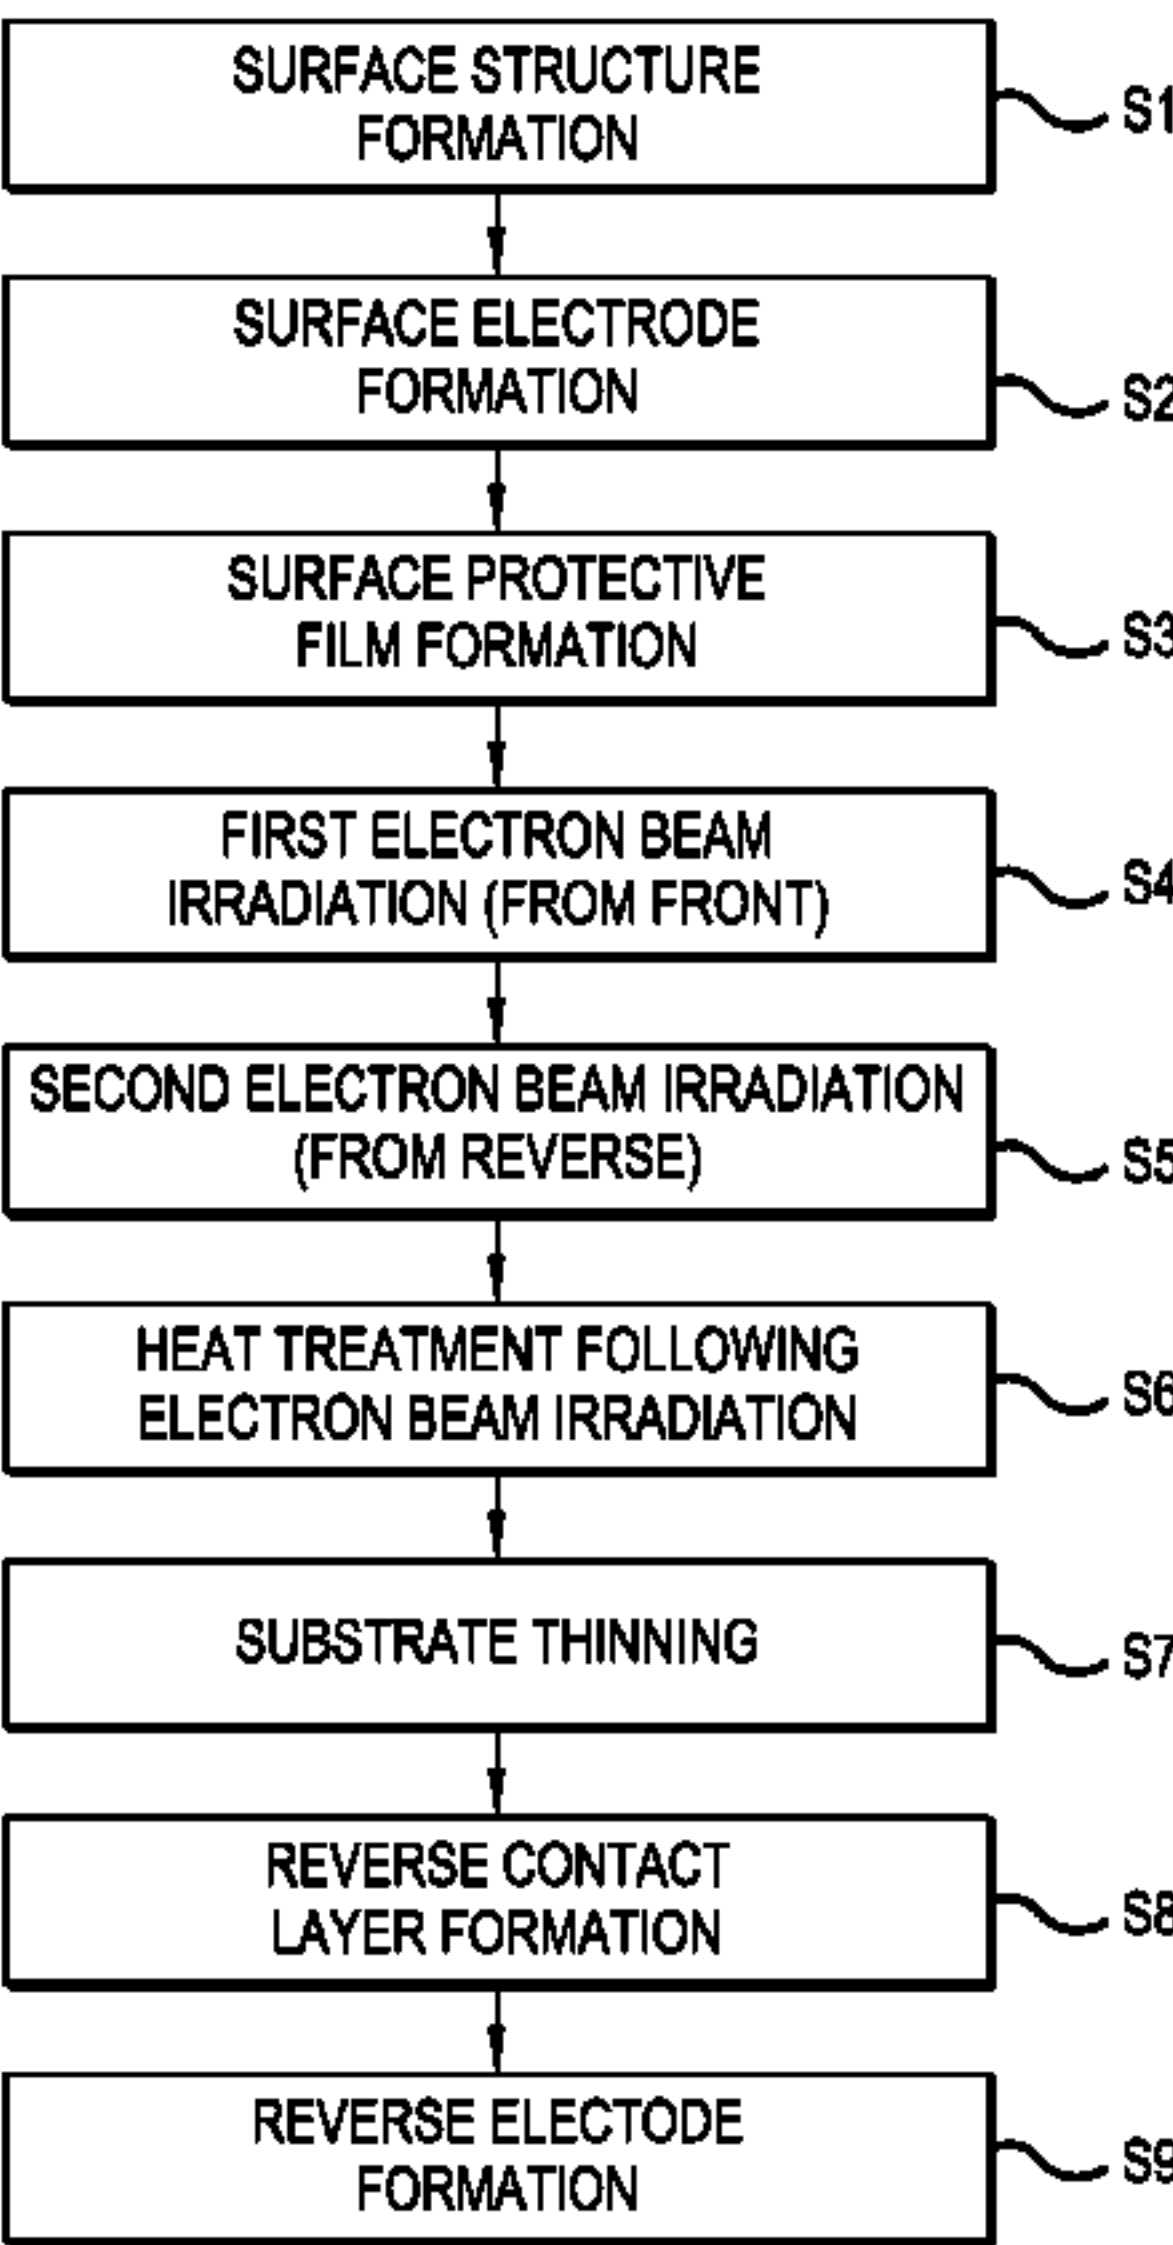 SURFACE STRUCTURE
FORMATION
S1
SURFACE ELECTRODE
FORMATION
S2
SURFACE PROTECTIVE
FILM FORMATION
S3
FIRST ELECTRON BEAM
IRRADIATION (FROM FRONT)
S4
SECOND ELECTRON BEAM IRRADIATION
(FROM REVERSE)
S5
HEAT TREATMENT FOLLOWING
ELECTRON BEAM IRRADIATION
S6
SUBSTRATE THINNING
S7
REVERSE CONTACT
LAYER FORMATION
S8
REVERSE ELECTODE
FORMATION
S9